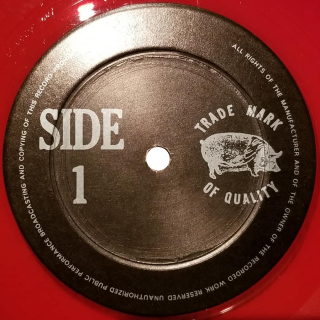 SIDE
1
TRADE MARK
OF QUALITY
ALL RIGHTS OF THE MANUFACTURER AND OF THE OWNER OF THE RECORDED WORK RESERVED UNAUTHORIZED PUBLIC PERFORMANCE BROADCASTING AND COPYING OF THIS RECORD